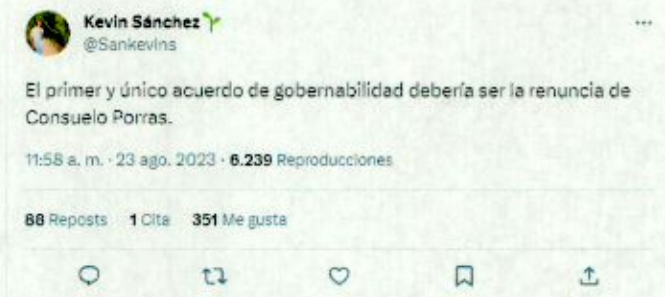 Kevin Sánchez
@Sankevins
El primer y único acuerdo de gobernabilidad debería ser la renuncia de
Consuelo Porras.
11:58 a. m. · 23 ago. 2023 · 6.239 Reproducciones
88 Reposts 1 Cita 351 Me gusta